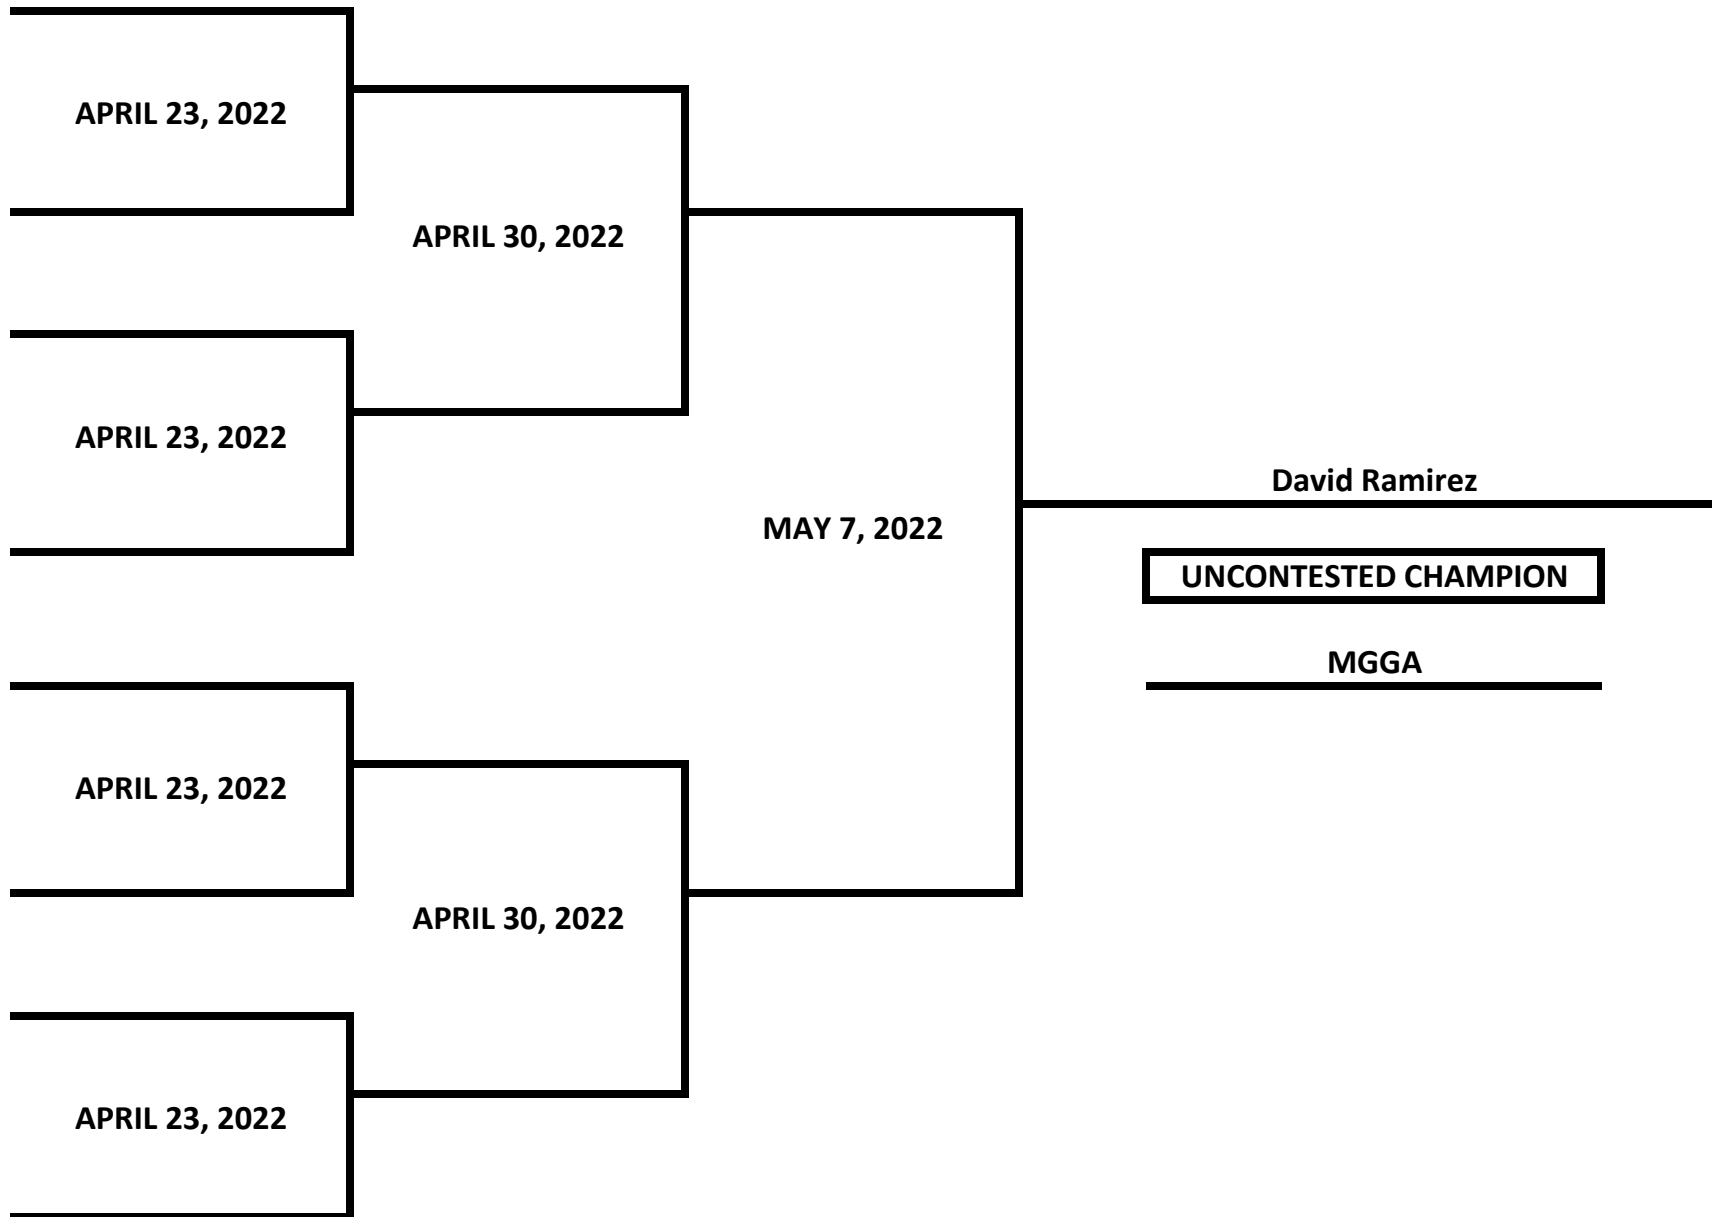 APRIL 23, 2022
APRIL 30, 2022
APRIL 23, 2022
David Ramirez
MAY 7, 2022
UNCONTESTED CHAMPION
MGGA
APRIL 23, 2022
APRIL 30, 2022
APRIL 23, 2022